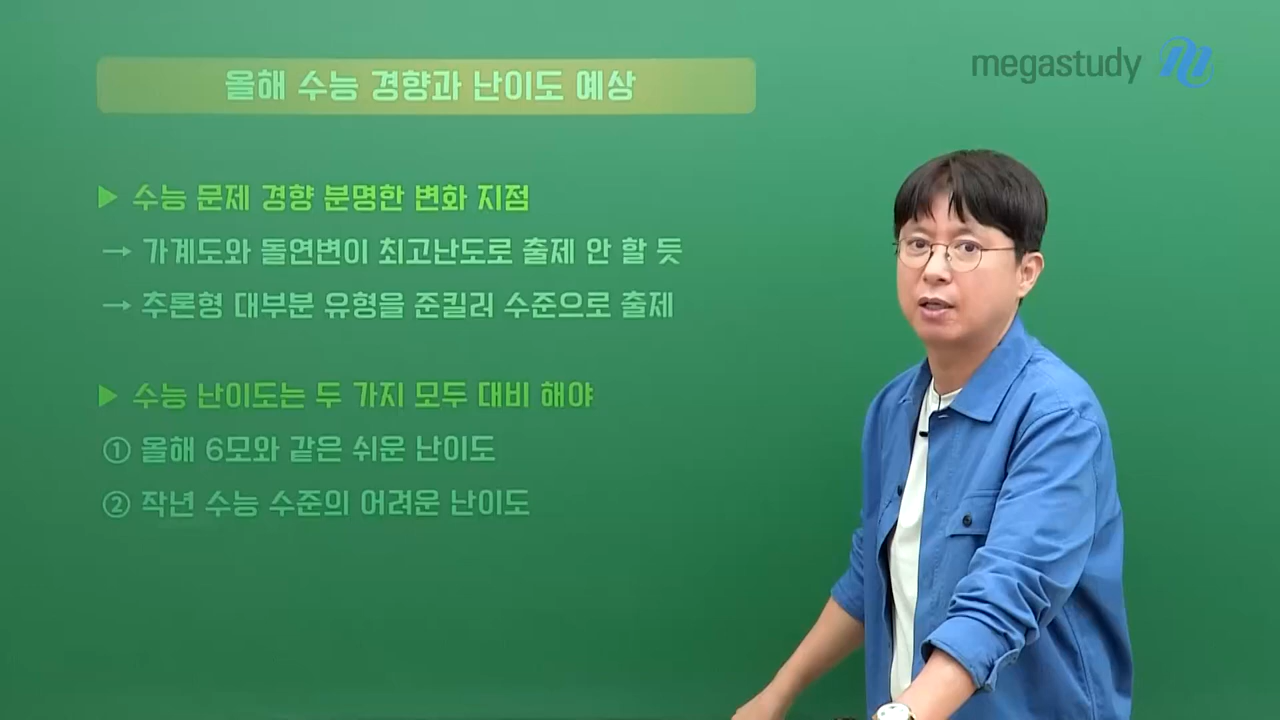 올해 수능 경향과 난이도 예상
megastudy
▶ 수능 문제 경향 분명한 변화 지점
→ 가계도와 돌연변이 최고난도로 출제 안 할 듯
→ 추론형 대부분 유형을 준킬러 수준으로 출제
▶ 수능 난이도는 두 가지 모두 대비 해야
① 올해 6모와 같은 쉬운 난이도
② 작년 수능 수준의 어려운 난이도